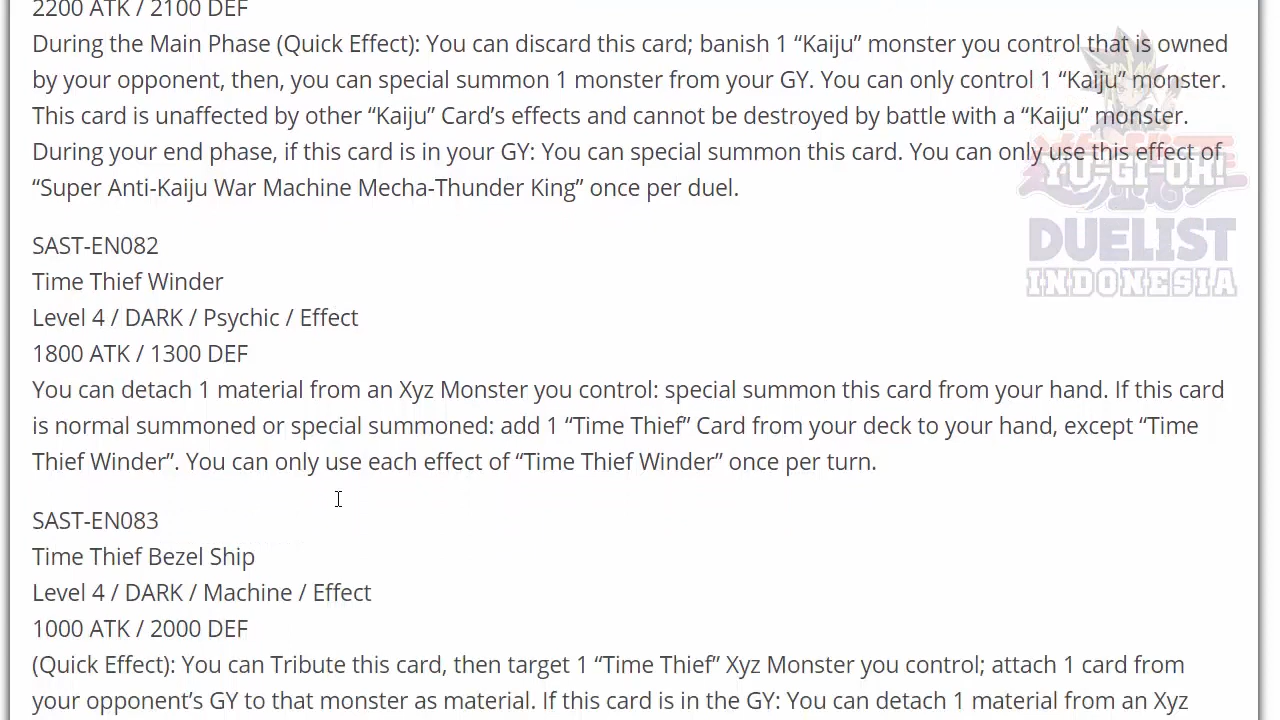 2200 ATK / 2100 DEF
During the Main Phase (Quick Effect): You can discard this card; banish 1 “Kaiju” monster you control that is owned
by your opponent, then, you can special summon 1 monster from your GY. You can only control 1 “Kaiju” monster.
This card is unaffected by other “Kaiju” Card’s effects and cannot be destroyed by battle with a “Kaiju” monster.
During your end phase, if this card is in your GY: You can special summon this card. You can only use this effect of
“Super Anti-Kaiju War Machine Mecha-Thunder King” once per duel.
YU-GI-OH!
DUELIST
INDONESIA
SAST-EN082
Time Thief Winder
Level 4 / DARK / Psychic / Effect
1800 ATK / 1300 DEF
You can detach 1 material from an Xyz Monster you control: special summon this card from your hand. If this card
is normal summoned or special summoned: add 1 “Time Thief” Card from your deck to your hand, except “Time
Thief Winder”. You can only use each effect of “Time Thief Winder” once per turn.
SAST-EN083
Time Thief Bezel Ship
Level 4 / DARK / Machine / Effect
1000 ATK / 2000 DEF
(Quick Effect): You can Tribute this card, then target 1 “Time Thief” Xyz Monster you control; attach 1 card from
your opponent’s GY to that monster as material. If this card is in the GY: You can detach 1 material from an Xyz